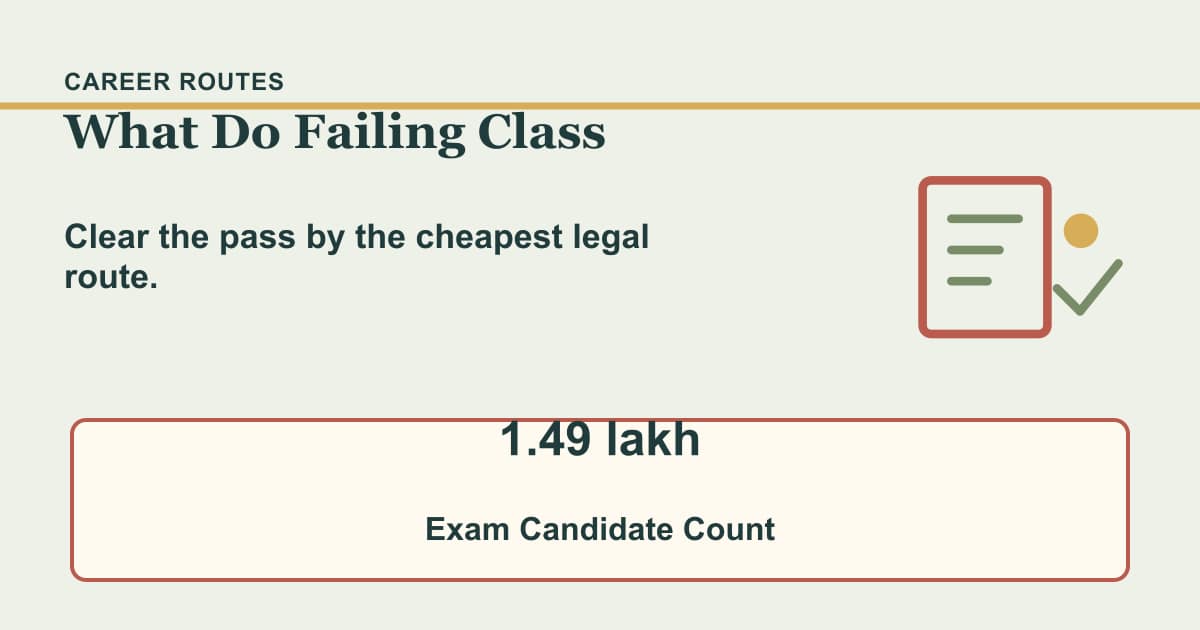 CAREER ROUTES
What Do Failing Class
Clear the pass by the cheapest legal
route.
1.49 lakh
Exam Candidate Count